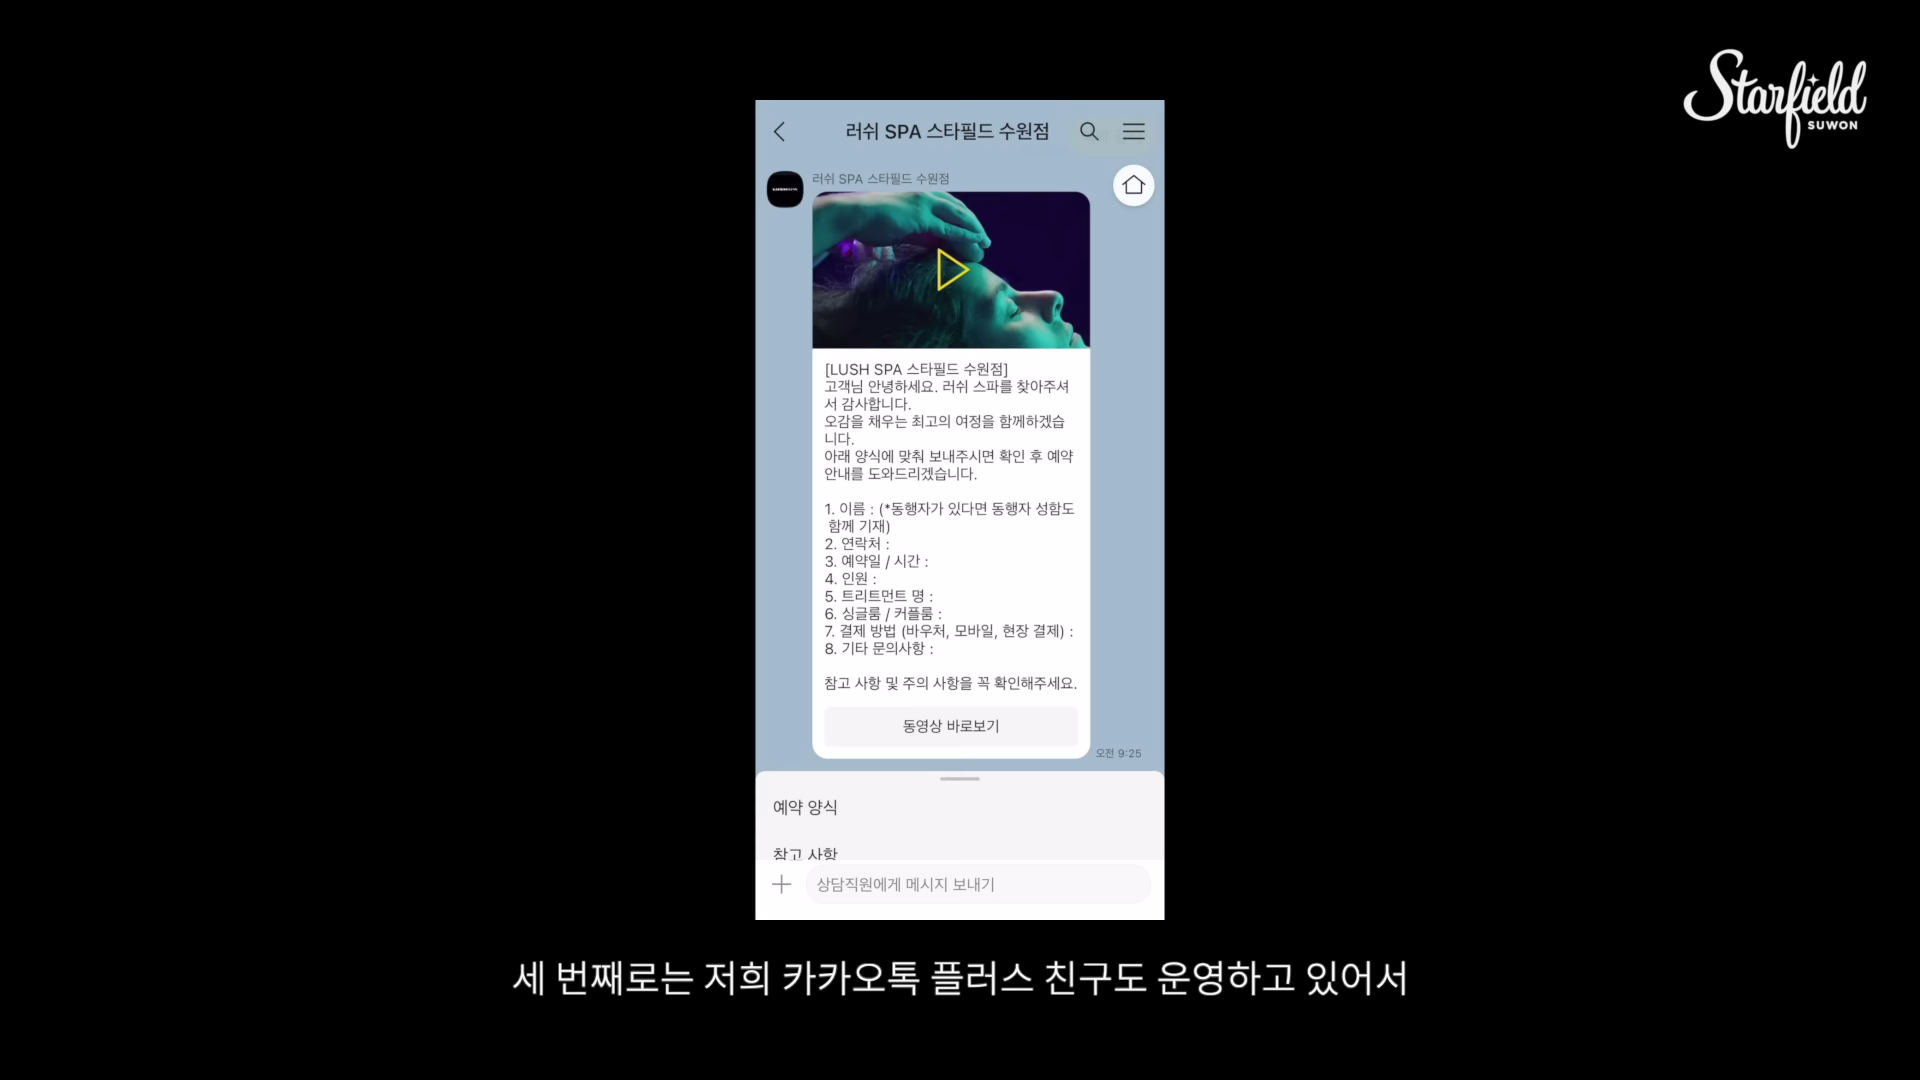 Starfield
SUWON
러쉬 SPA 스타필드 수원점
러쉬 SPA 스타필드 수원점
[LUSH SPA 스타필드 수원점]
고객님 안녕하세요. 러쉬 스파를 찾아주셔
서 감사합니다.
오감을 채우는 최고의 여정을 함께하겠습
니다.
아래 양식에 맞춰 보내주시면 확인 후 예약
안내를 도와드리겠습니다.
1. 이름 : (*동행자가 있다면 동행자 성함도
함께 기재)
2. 연락처 :
3. 예약일 / 시간 :
4. 인원 :
5. 트리트먼트 명 :
6. 싱글룸 / 커플룸 :
7. 결제 방법 (바우처, 모바일, 현장 결제) :
8. 기타 문의사항 :
참고 사항 및 주의 사항을 꼭 확인해주세요.
동영상 바로보기
오전 9:25
예약 양식
참고 사항
상담직원에게 메시지 보내기
세 번째로는 저희 카카오톡 플러스 친구도 운영하고 있어서